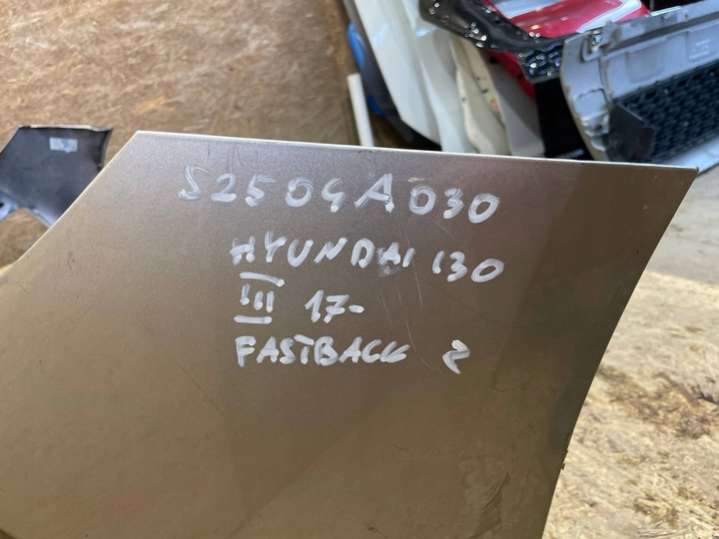 S2504A030
HYUNDAI i30
III 17-
FASTBACK 2